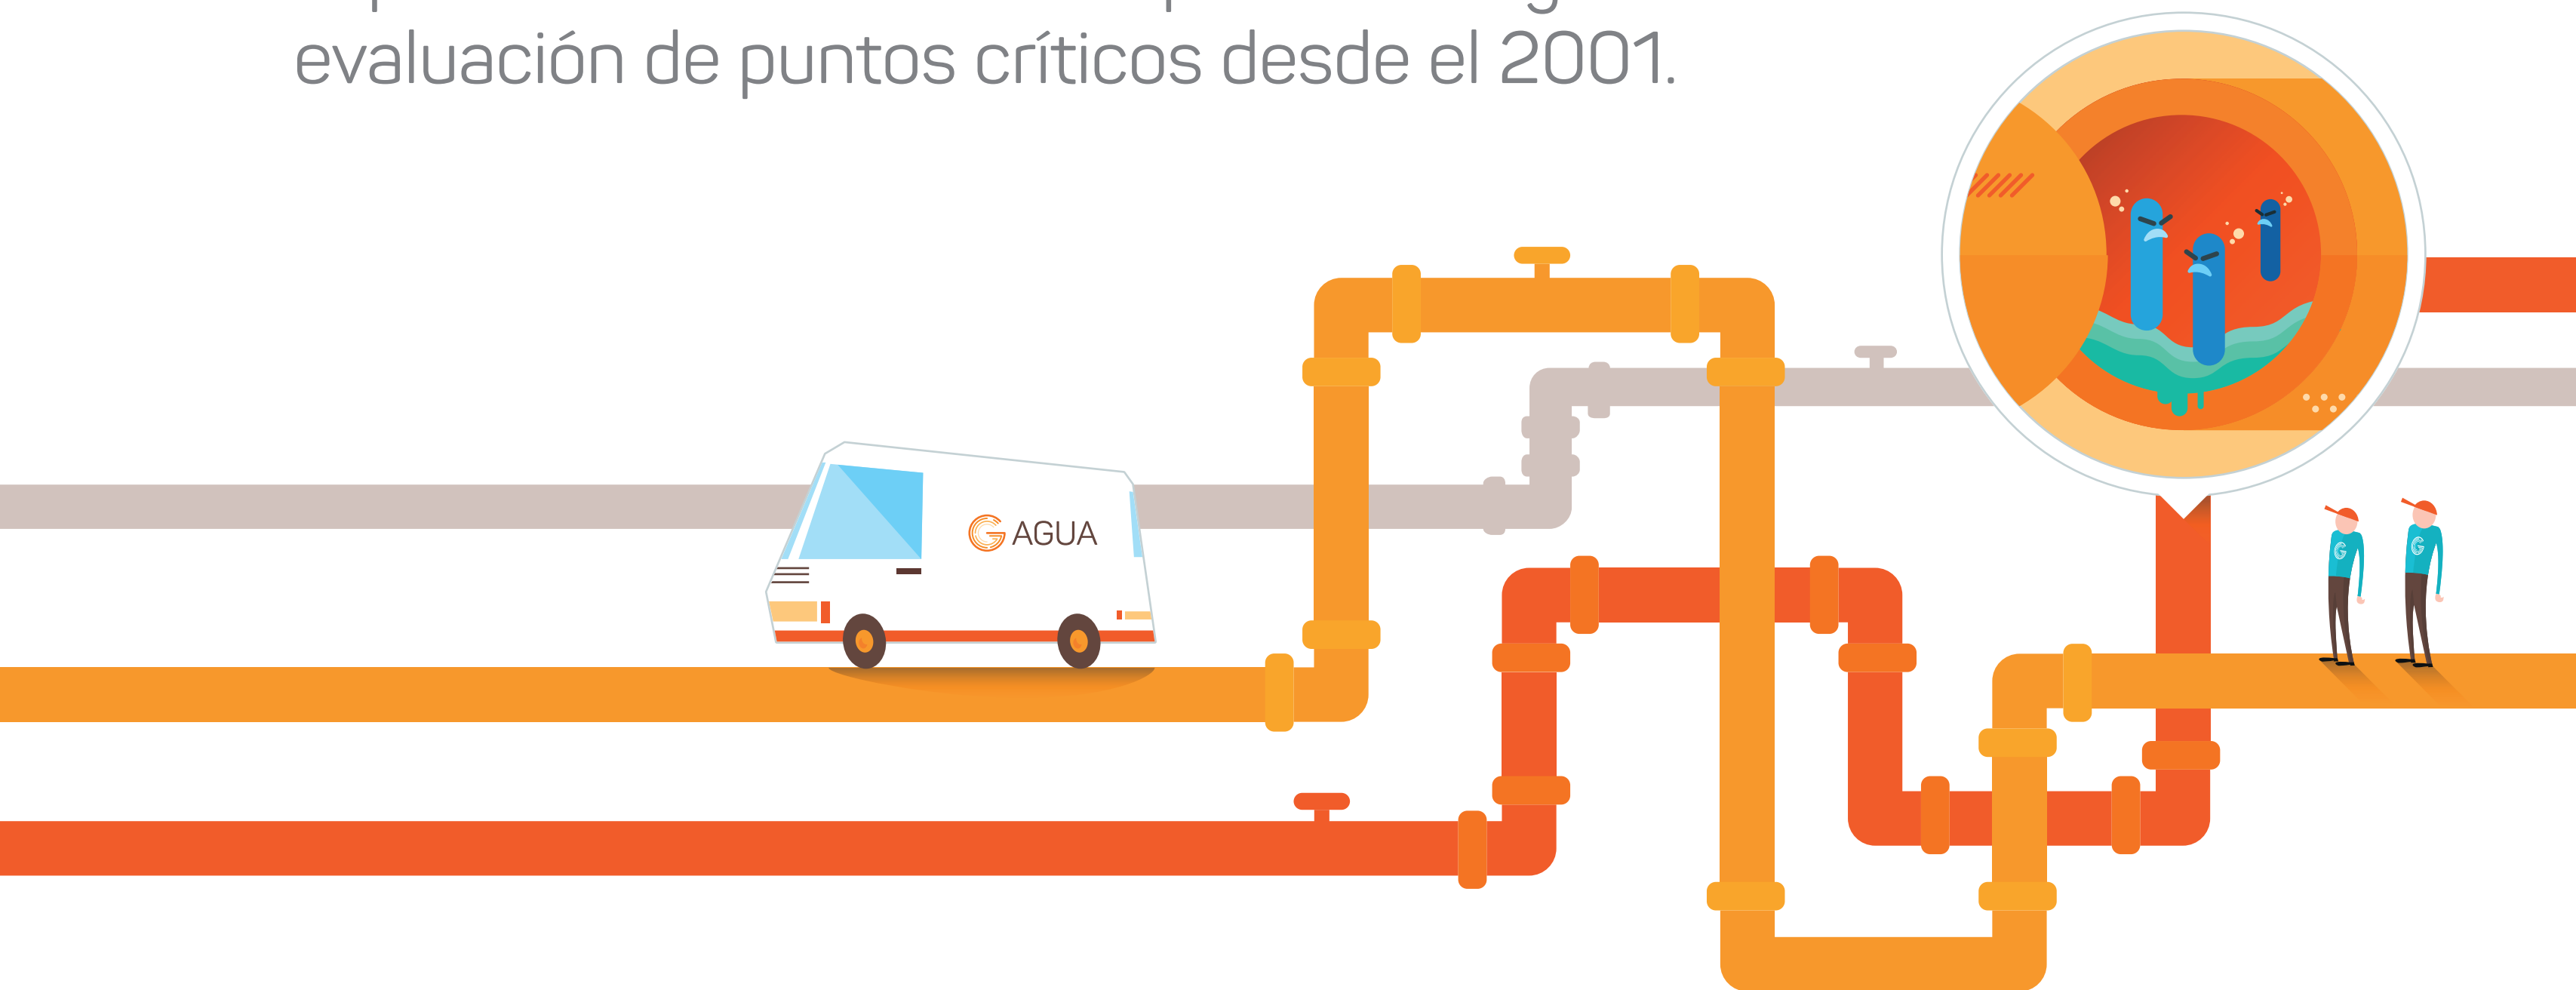 evaluación de puntos críticos desde el 2001.
G AGUA